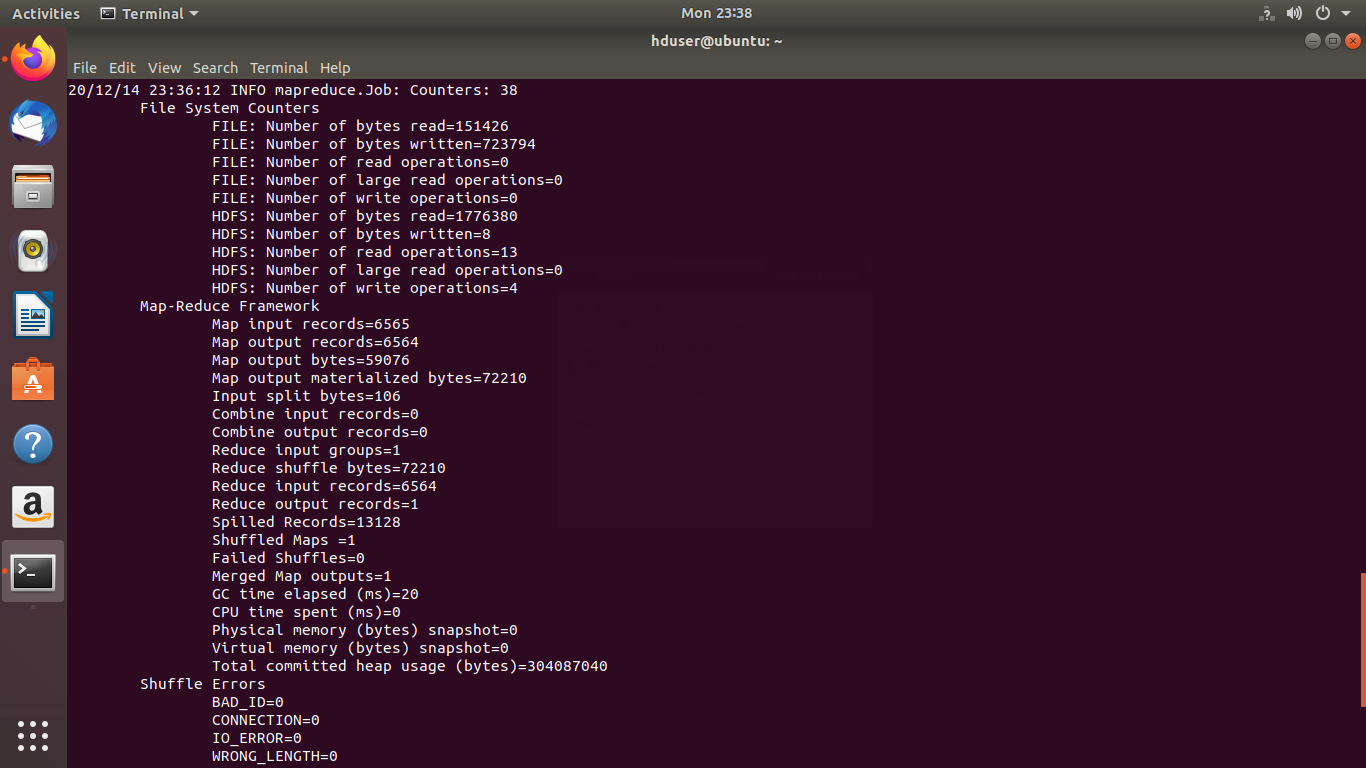 Activities Terminal Mon 23:38
hduser@ubuntu: ~
File Edit View Search Terminal Help
20/12/14 23:36:12 INFO mapreduce.Job: Counters: 38
File System Counters
FILE: Number of bytes read=151426
FILE: Number of bytes written=723794
FILE: Number of read operations=0
FILE: Number of large read operations=0
FILE: Number of write operations=0
HDFS: Number of bytes read=1776380
HDFS: Number of bytes written=8
HDFS: Number of read operations=13
HDFS: Number of large read operations=0
HDFS: Number of write operations=4
Map-Reduce Framework
Map input records=6565
Map output records=6564
Map output bytes=59076
Map output materialized bytes=72210
Input split bytes=106
Combine input records=0
Combine output records=0
Reduce input groups=1
Reduce shuffle bytes=72210
Reduce input records=6564
Reduce output records=1
Spilled Records=13128
Shuffled Maps =1
Failed Shuffles=0
Merged Map outputs=1
GC time elapsed (ms)=20
CPU time spent (ms)=0
Physical memory (bytes) snapshot=0
Virtual memory (bytes) snapshot=0
Total committed heap usage (bytes)=304087040
Shuffle Errors
BAD_ID=0
CONNECTION=0
IO_ERROR=0
WRONG_LENGTH=0